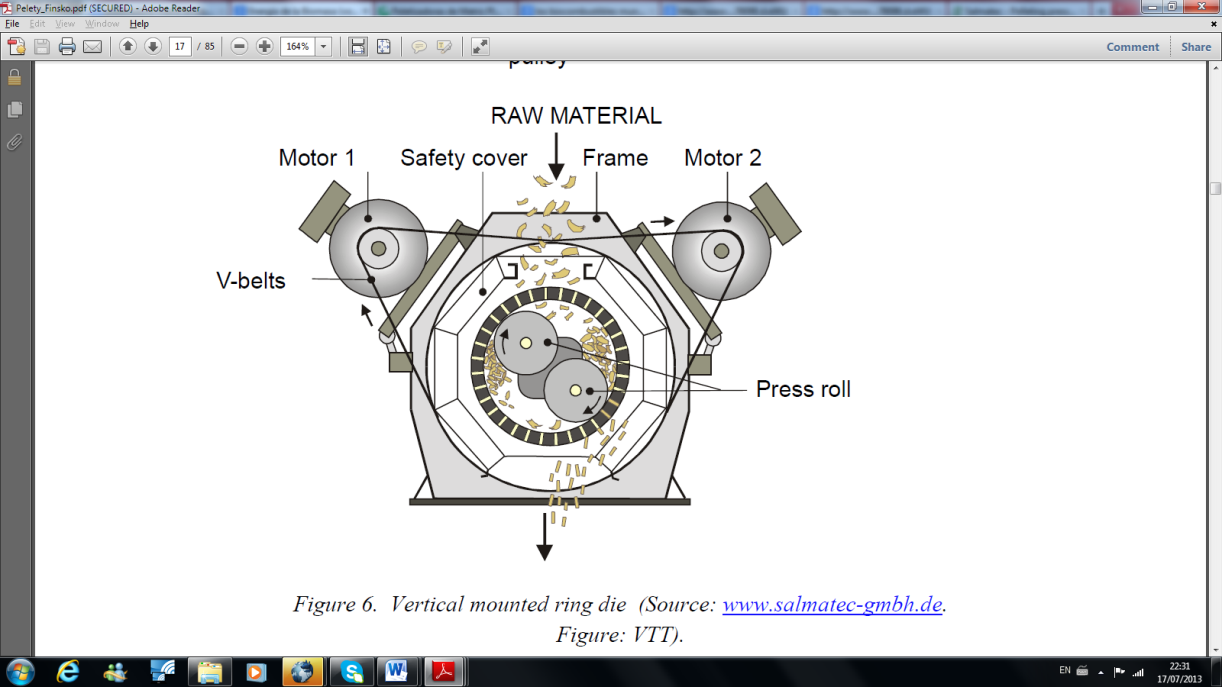 Pelety_Finsko.pdf (SECURED) - Adobe Reader
File Edit View Window Help
17 / 85 164% Comment Share
pulley
RAW MATERIAL
Motor 1 Safety cover Frame Motor 2
V-belts
Press roll
Figure 6. Vertical mounted ring die (Source: www.salmatec-gmbh.de.
Figure: VTT).
EN 22:31
17/07/2013